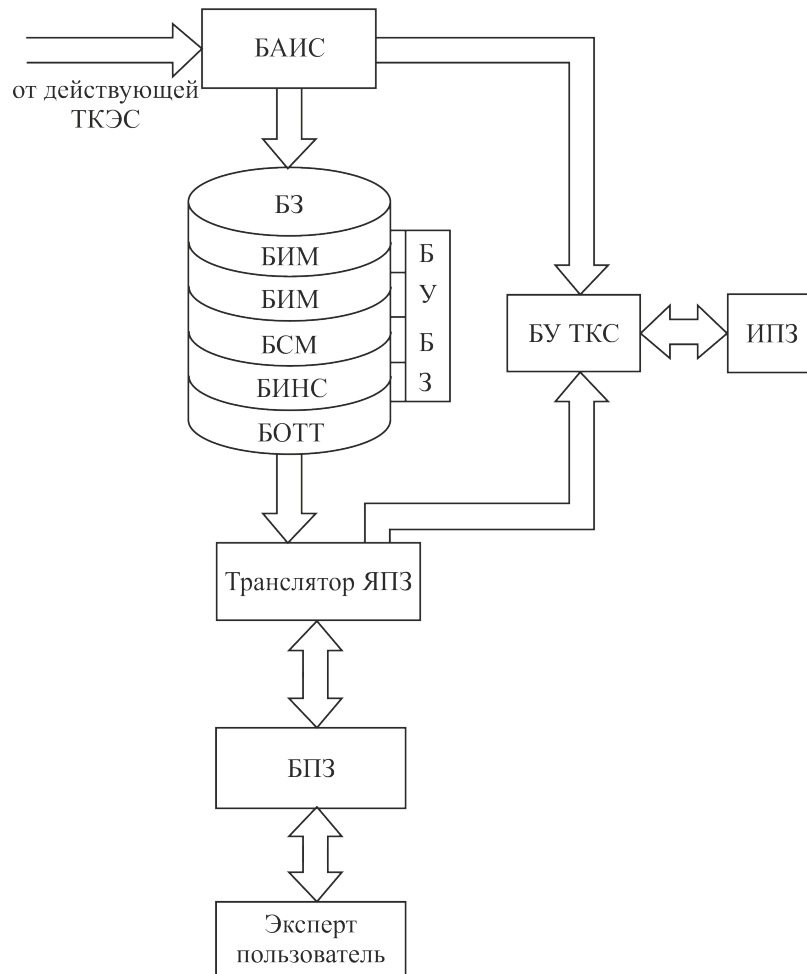 БАИС
от действующей
ТКЭС
БЗ
БИМ
БИМ
БСМ
БИНС
БОТТ
Б
У
Б
З
БУ ТКС
ИПЗ
Транслятор ЯПЗ
БПЗ
Эксперт
пользователь